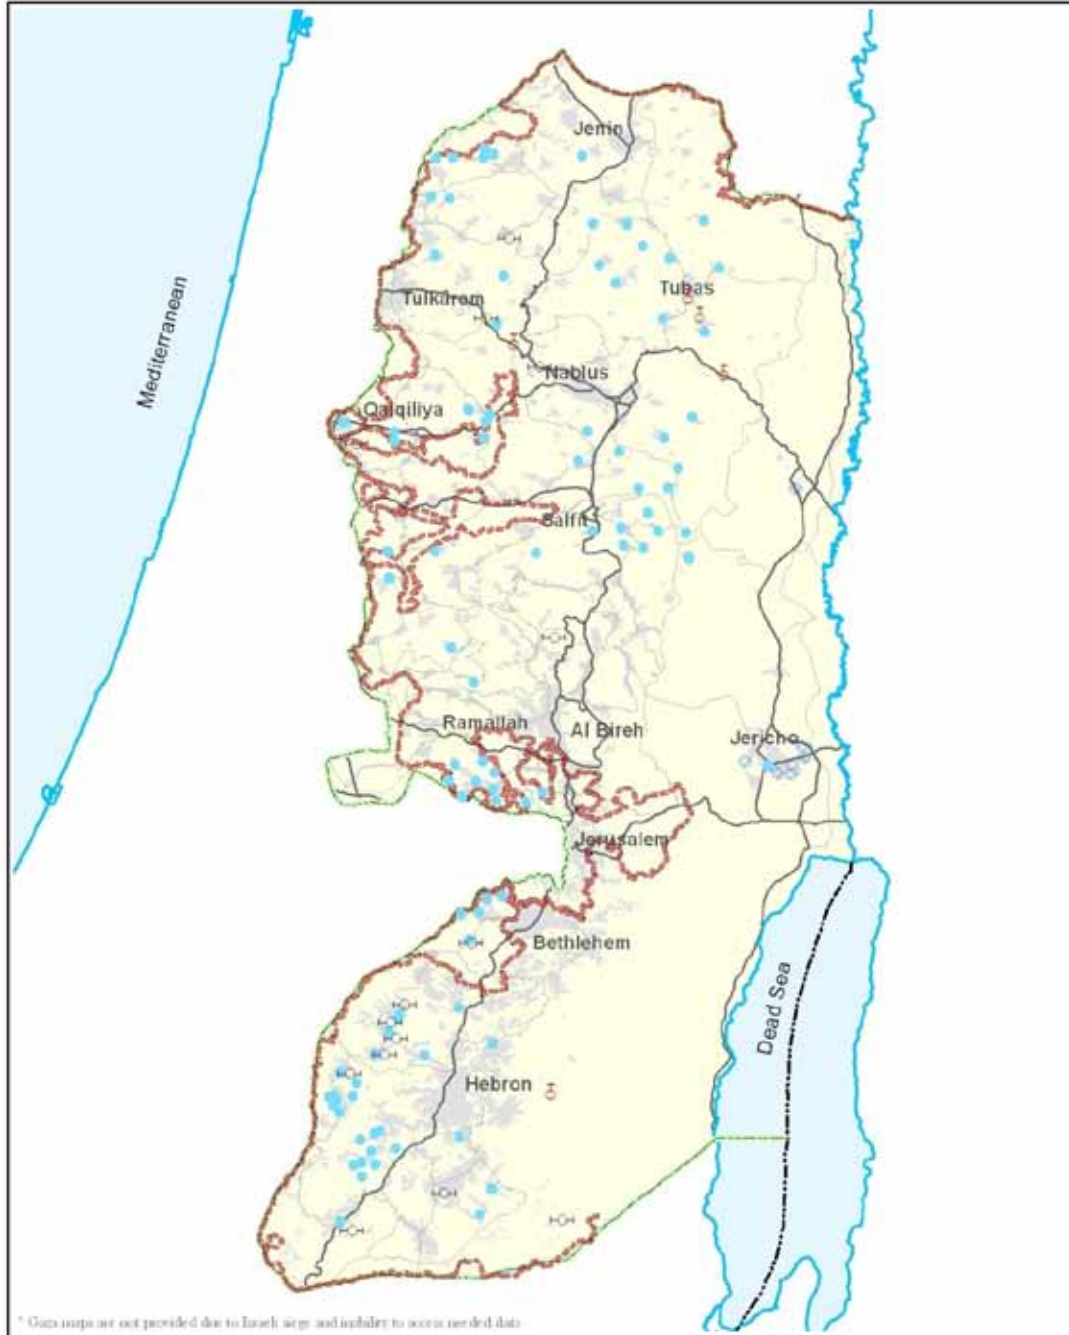 Jenin
Mediterranean
Tubas
Tulkarem
Nablus
Qalqiliya
Salfit
Ramallah
Al Bireh
Jericho
Jerusalem
Bethlehem
Dead Sea
Hebron
* Gaza maps are not provided due to Israeli siege and inability to access needed data